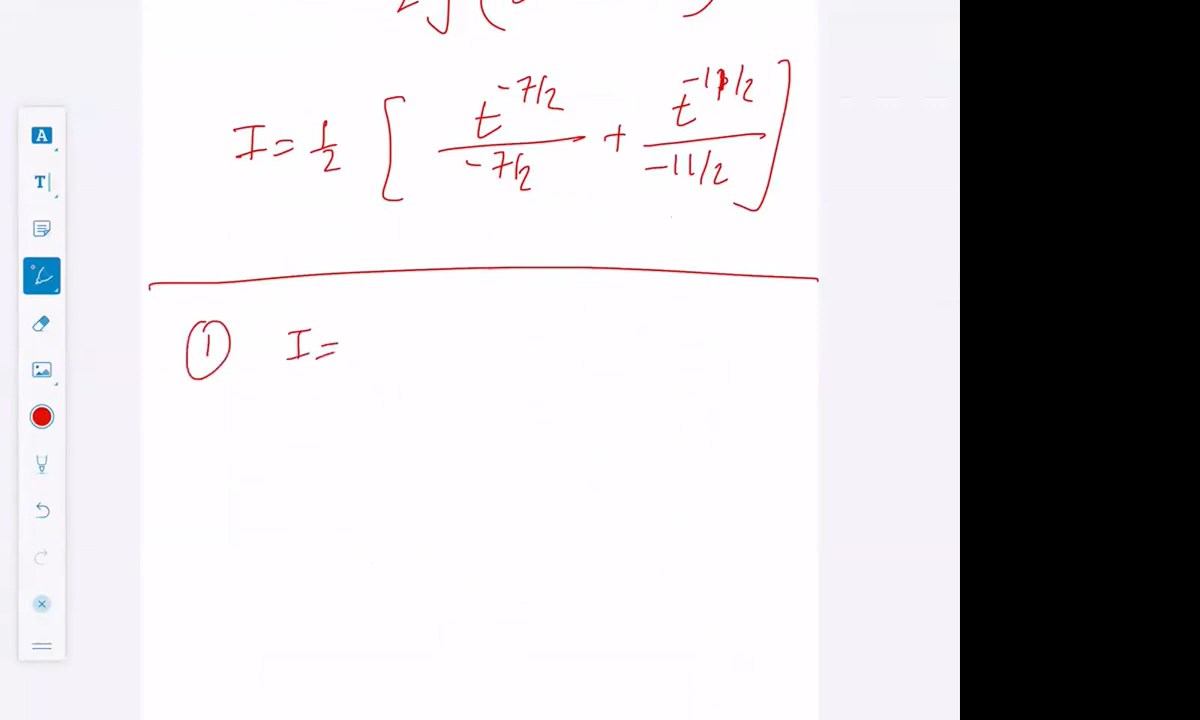 I = 1/2 [ t^{-7/2} / (-7/2) + t^{-11/2} / (-11/2) ]
① I =
A
T|